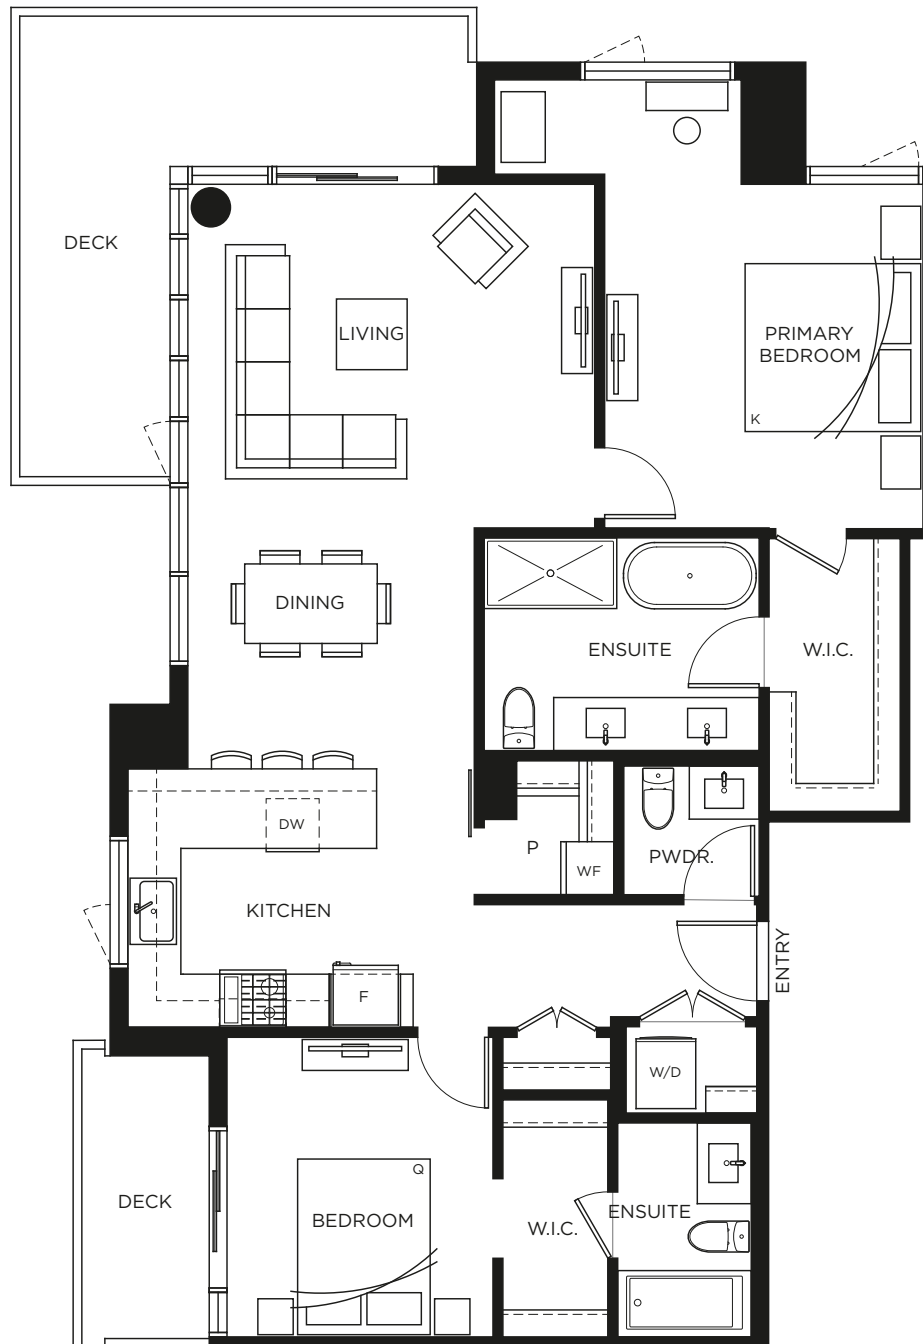 DECK
LIVING
PRIMARY
BEDROOM
K
DINING
ENSUITE
W.I.C.
DW
P
WF
PWDR.
KITCHEN
ENTRY
F
W/D
Q
DECK
BEDROOM
W.I.C.
ENSUITE